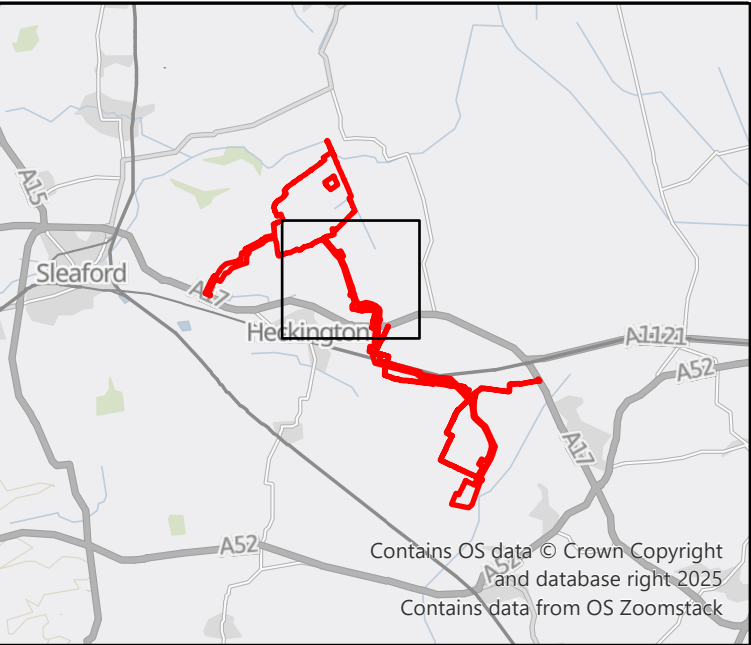 A15
Sleaford
A17
Heckington
A1121
A52
A17
A52
A52
Contains OS data © Crown Copyright
and database right 2025
Contains data from OS Zoomstack